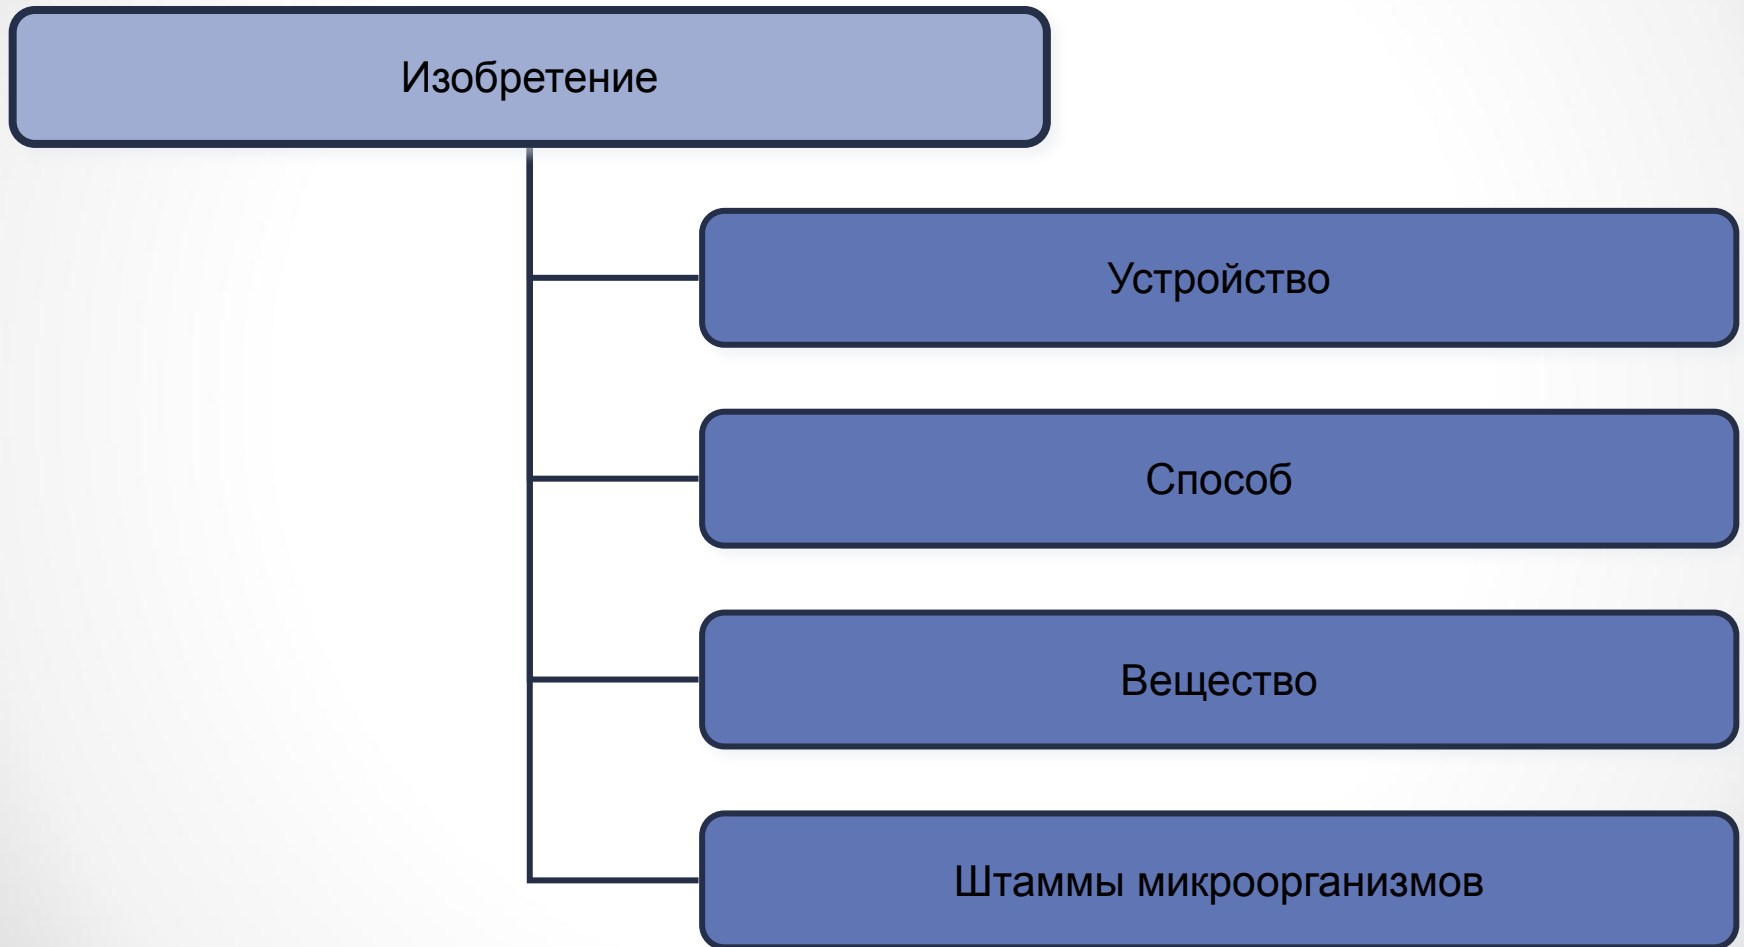 Изобретение
Устройство
Способ
Вещество
Штаммы микроорганизмов